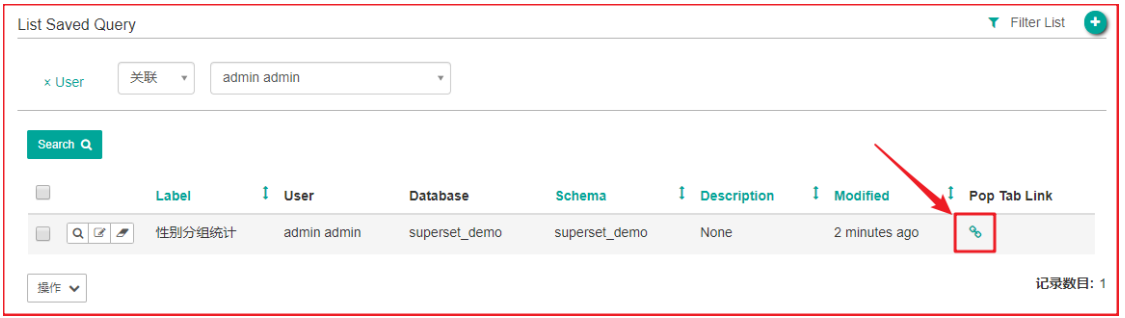 List Saved Query Filter List
× User 关联 admin admin
Search
Label User Database Schema Description Modified Pop Tab Link
性别分组统计 admin admin superset_demo superset_demo None 2 minutes ago
操作 记录数目: 1